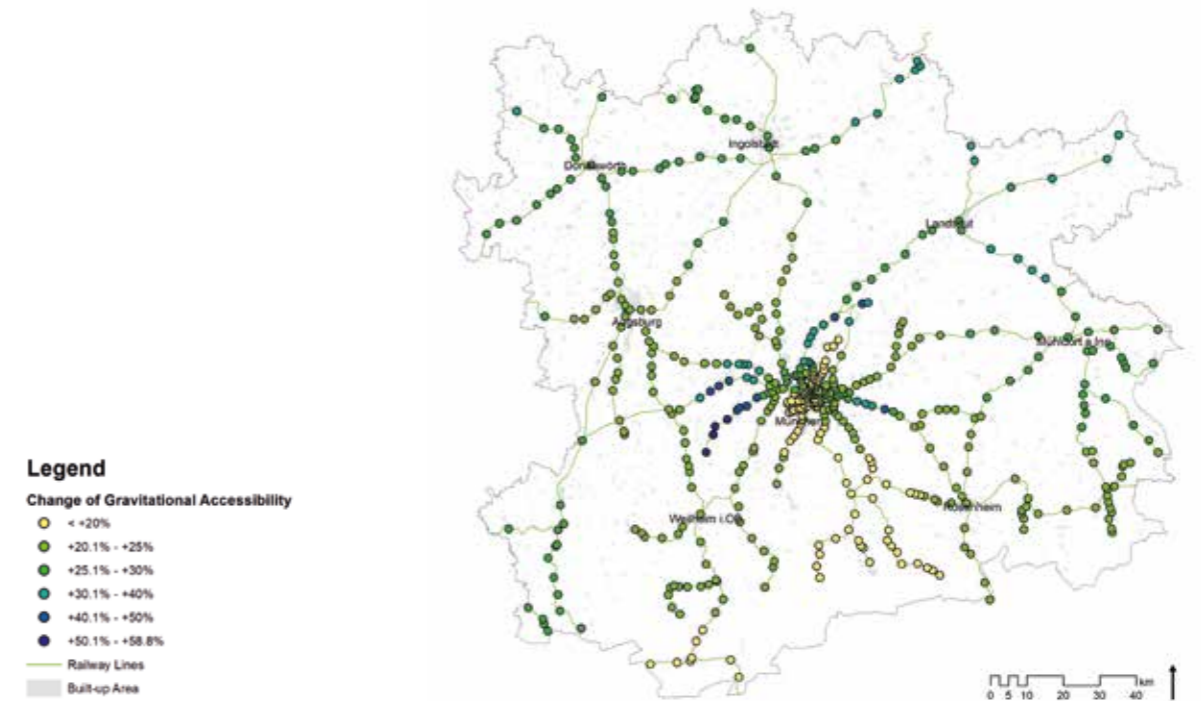 Ingolstadt
Donauwörth
Landshut
Augsburg
Mühldorf a.Inn
München
Legend
Change of Gravitational Accessibility
Weilheim i.OB
Rosenheim
< +20%
+20.1% - +25%
+25.1% - +30%
+30.1% - +40%
+40.1% - +50%
+50.1% - +58.8%
Railway Lines
Built-up Area
km
0 5 10 20 30 40